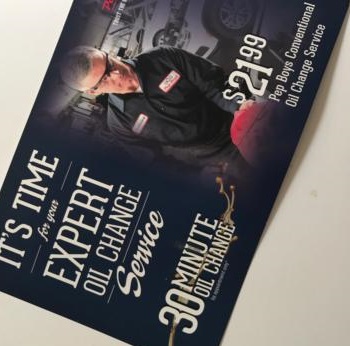 $21.99
Pep Boys Conventional
Oil Change Service
IT'S TIME
for your
EXPERT
OIL CHANGE
Service
30 MINUTE
OIL CHANGE